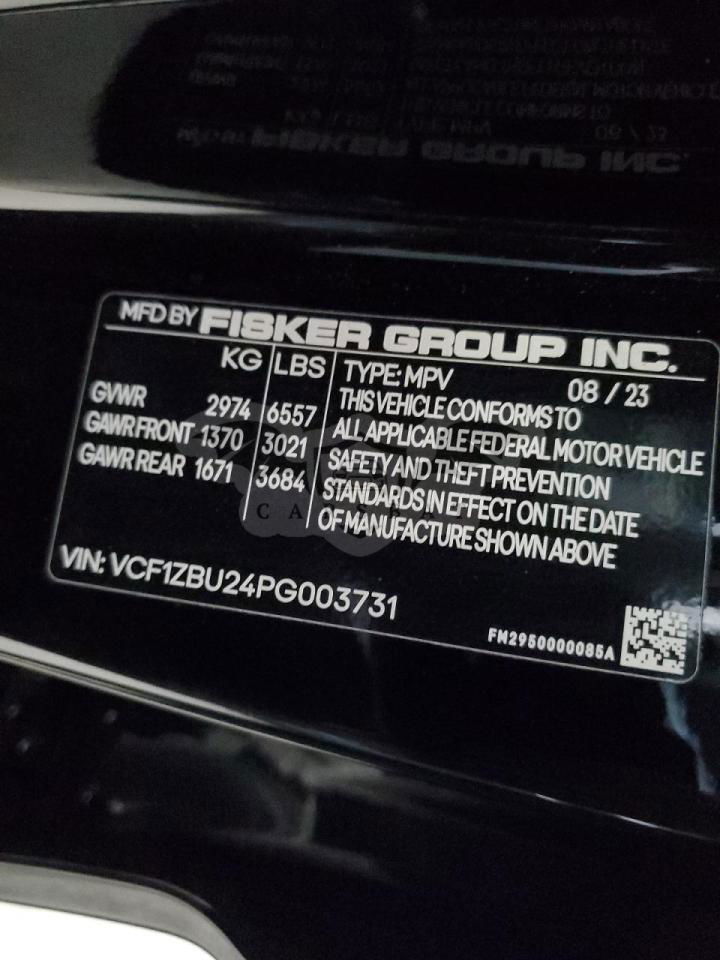 MFD BY FISKER GROUP INC.
KG LBS TYPE: MPV 08 / 23
GVWR 2974 6557 THIS VEHICLE CONFORMS TO
GAWR FRONT 1370 3021 ALL APPLICABLE FEDERAL MOTOR VEHICLE
GAWR REAR 1671 3684 SAFETY AND THEFT PREVENTION
STANDARDS IN EFFECT ON THE DATE
OF MANUFACTURE SHOWN ABOVE
VIN: VCF1ZBU24PG003731
FM2950000085A